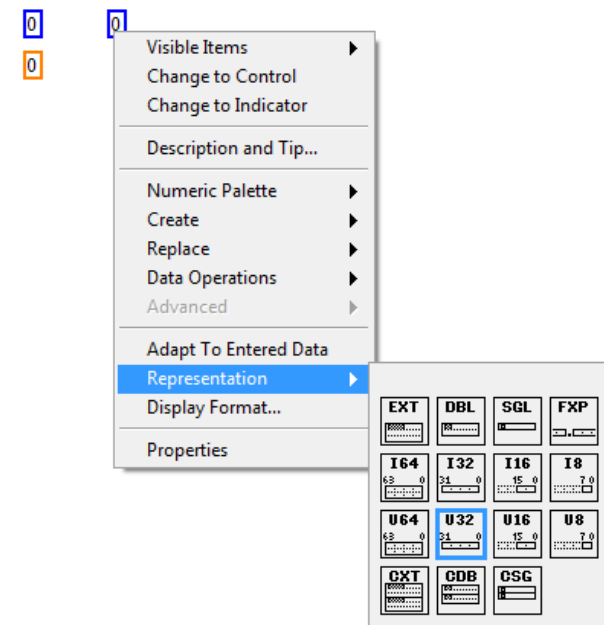 0 0
0
Visible Items
Change to Control
Change to Indicator
Description and Tip...
Numeric Palette
Create
Replace
Data Operations
Advanced
Adapt To Entered Data
Representation
Display Format...
Properties
EXT DBL SGL FXP
I64 I32 I16 I8
63 0 31 0 15 0 7 0
U64 U32 U16 U8
63 0 31 0 15 0 7 0
CXT CDB CSG